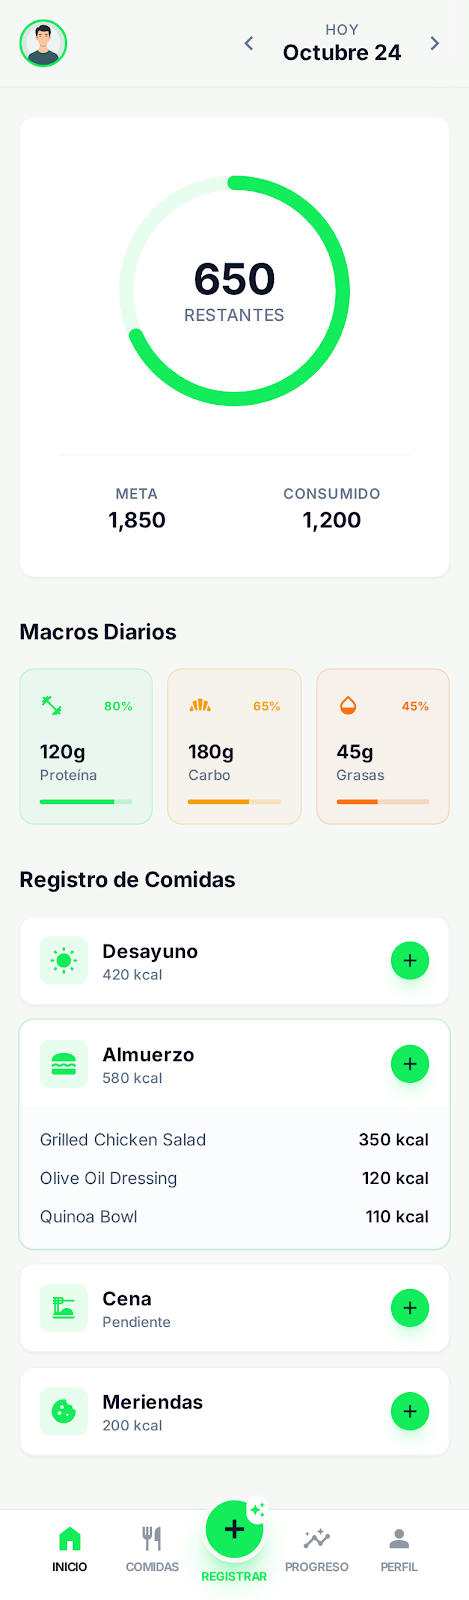 HOY
Octubre 24
650
RESTANTES
META
CONSUMIDO
1,850
1,200
Macros Diarios
80%
65%
45%
120g
180g
45g
Proteína
Carbo
Grasas
Registro de Comidas
Desayuno
420 kcal
Almuerzo
580 kcal
Grilled Chicken Salad 350 kcal
Olive Oil Dressing 120 kcal
Quinoa Bowl 110 kcal
Cena
Pendiente
Meriendas
200 kcal
INICIO
COMIDAS
REGISTRAR
PROGRESO
PERFIL